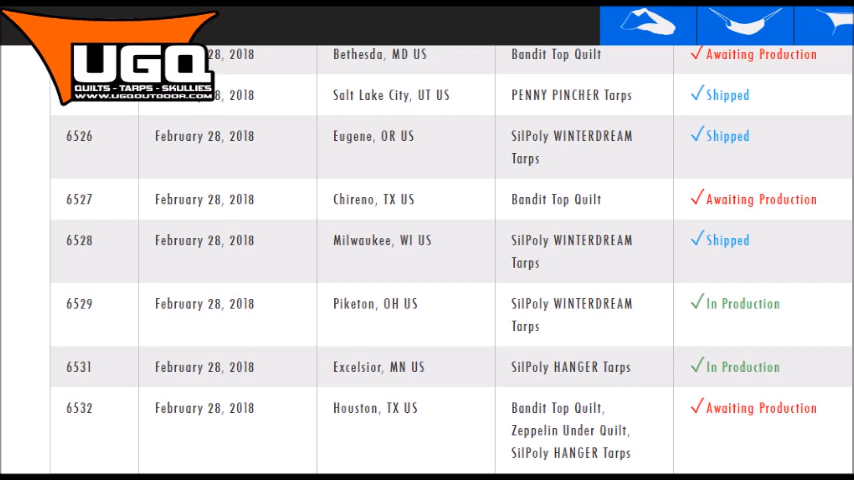 UGQ
QUILTS - TARPS - SKULLIES
WWW.UGQOUTDOOR.COM
28, 2018 Bethesda, MD US Bandit Top Quilt Awaiting Production
28, 2018 Salt Lake City, UT US PENNY PINCHER Tarps Shipped
6526 February 28, 2018 Eugene, OR US SilPoly WINTERDREAM Shipped
Tarps
6527 February 28, 2018 Chireno, TX US Bandit Top Quilt Awaiting Production
6528 February 28, 2018 Milwaukee, WI US SilPoly WINTERDREAM Shipped
Tarps
6529 February 28, 2018 Piketon, OH US SilPoly WINTERDREAM In Production
Tarps
6531 February 28, 2018 Excelsior, MN US SilPoly HANGER Tarps In Production
6532 February 28, 2018 Houston, TX US Bandit Top Quilt, Awaiting Production
Zeppelin Under Quilt,
SilPoly HANGER Tarps